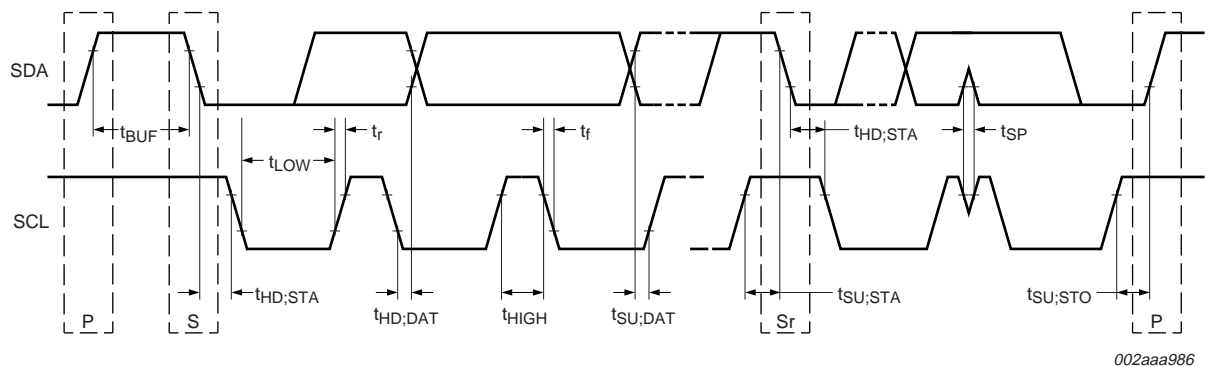 SDA
tBUF
tr
tf
tHD;STA
tSP
tLOW
SCL
tHD;STA
tHD;DAT
tHIGH
tSU;DAT
tSU;STA
tSU;STO
P
S
Sr
P
002aaa986